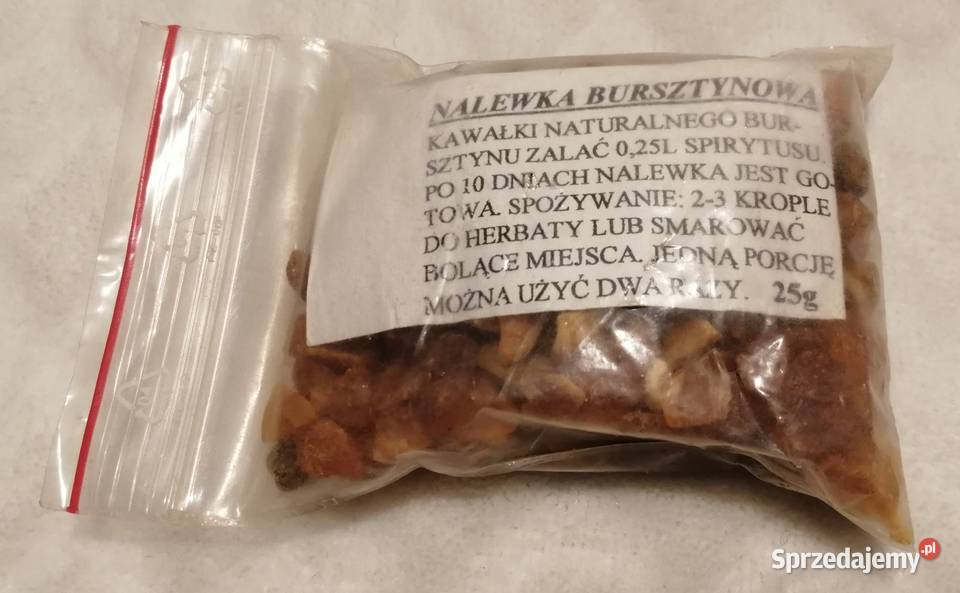 NALEWKA BURSZTYNOWA
KAWAŁKI NATURALNEGO BUR-
SZTYNU ZALAĆ 0,25L SPIRYTUSU.
PO 10 DNIACH NALEWKA JEST GO-
TOWA. SPOŻYWANIE: 2-3 KROPLE
DO HERBATY LUB SMAROWAĆ
BOLĄCE MIEJSCA. JEDNĄ PORCJĘ
MOŻNA UŻYĆ DWA RAZY. 25g
Sprzedajemy.pl